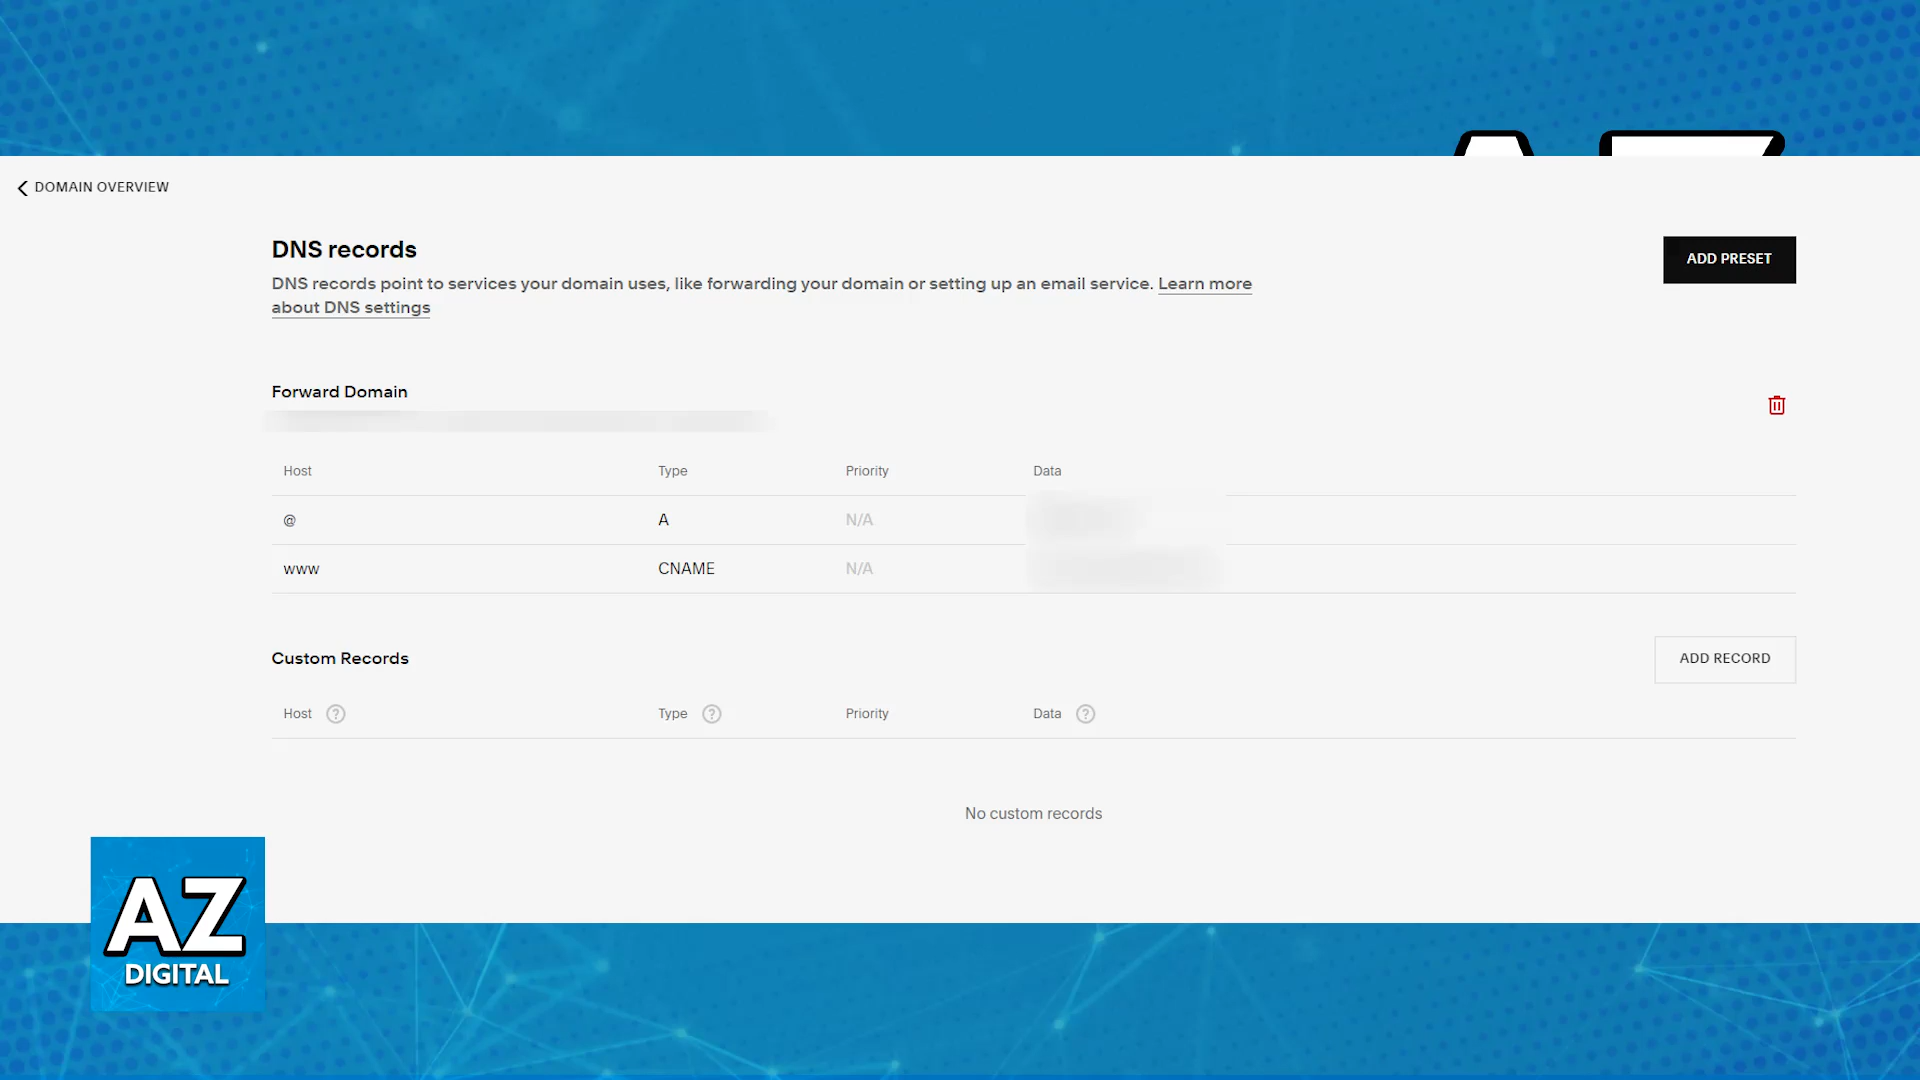 DOMAIN OVERVIEW
DNS records
ADD PRESET
DNS records point to services your domain uses, like forwarding your domain or setting up an email service. Learn more
about DNS settings
Forward Domain
Host Type Priority Data
@ A N/A
www CNAME N/A
Custom Records
ADD RECORD
Host ? Type ? Priority Data ?
No custom records
AZ
DIGITAL